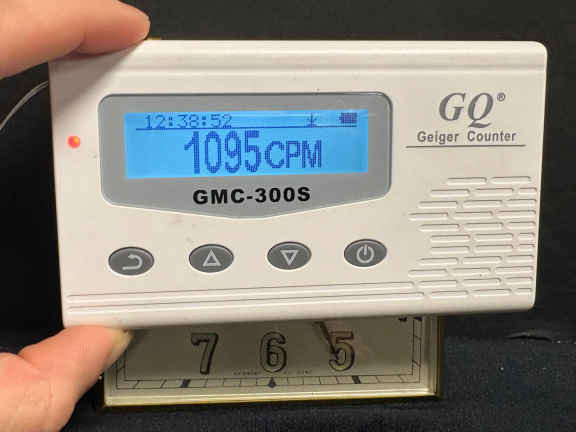 12:38:52
1095CPM
GQ®
Geiger Counter
GMC-300S
7 6 5